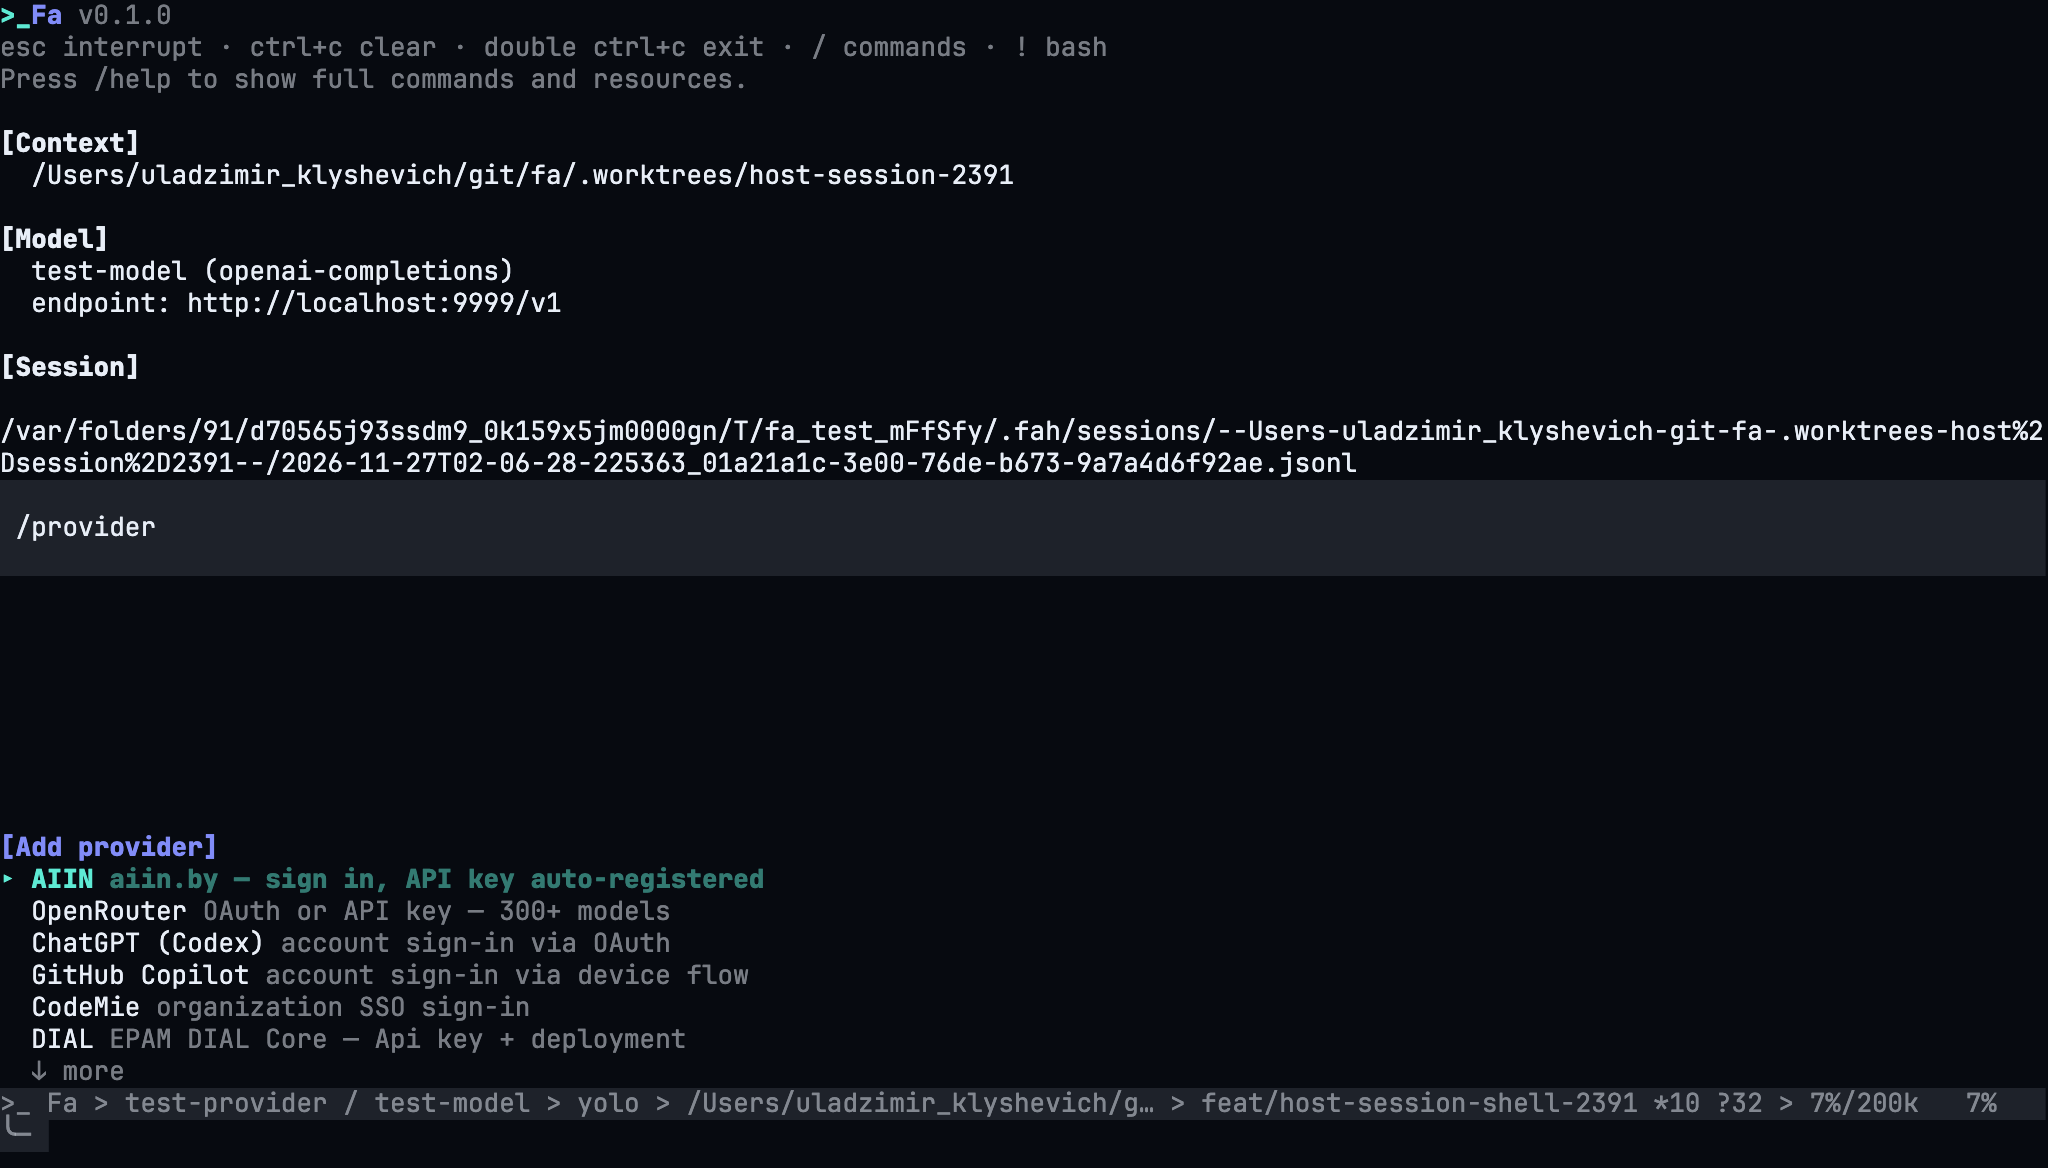 >_Fa v0.1.0
esc interrupt · ctrl+c clear · double ctrl+c exit · / commands · ! bash
Press /help to show full commands and resources.
[Context]
/Users/uladzimir_klyshevich/git/fa/.worktrees/host-session-2391
[Model]
test-model (openai-completions)
endpoint: http://localhost:9999/v1
[Session]
/var/folders/91/d70565j93ssdm9_0k159x5jm0000gn/T/fa_test_mFfSfy/.fah/sessions/--Users-uladzimir_klyshevich-git-fa-.worktrees-host%2
Dsession%2D2391--/2026-11-27T02-06-28-225363_01a21a1c-3e00-76de-b673-9a7a4d6f92ae.jsonl
/provider
[Add provider]
▸ AIIN aiin.by — sign in, API key auto-registered
OpenRouter OAuth or API key — 300+ models
ChatGPT (Codex) account sign-in via OAuth
GitHub Copilot account sign-in via device flow
CodeMie organization SSO sign-in
DIAL EPAM DIAL Core — Api key + deployment
↓ more
>_ Fa > test-provider / test-model > yolo > /Users/uladzimir_klyshevich/g… > feat/host-session-shell-2391 *10 ?32 > 7%/200k 7%